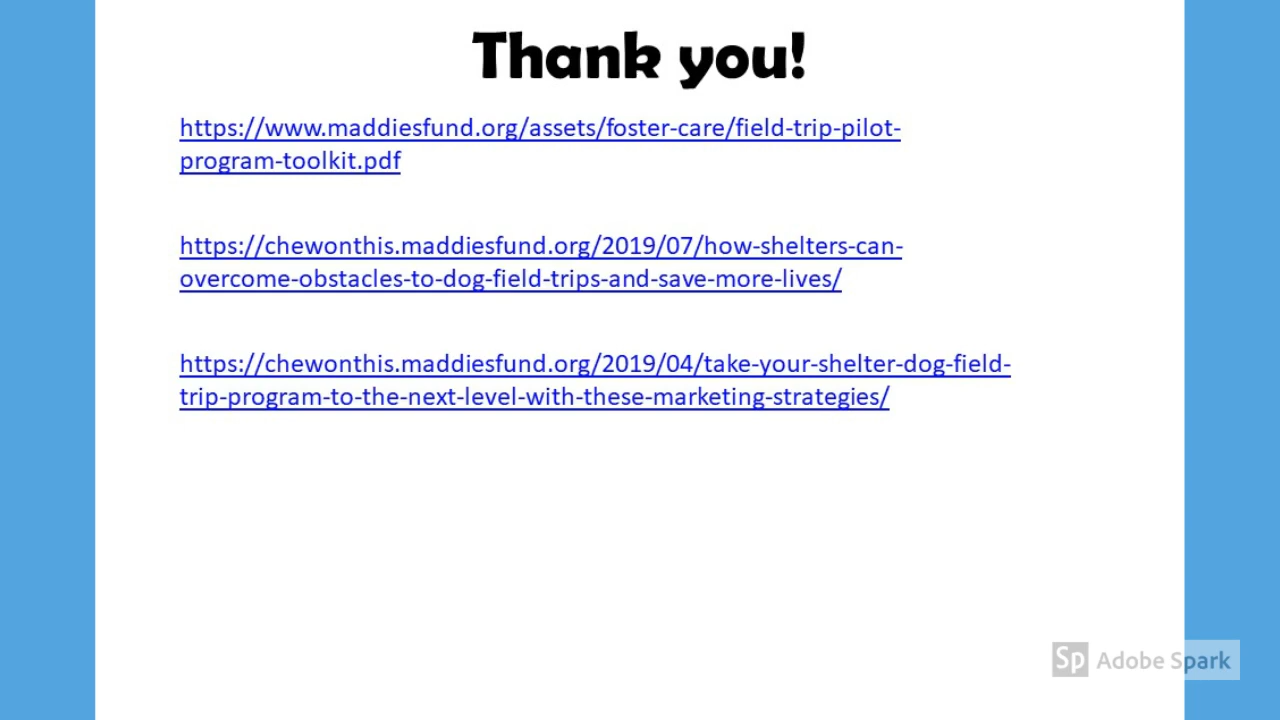 Thank you!
https://www.maddiesfund.org/assets/foster-care/field-trip-pilot-
program-toolkit.pdf
https://chewonthis.maddiesfund.org/2019/07/how-shelters-can-
overcome-obstacles-to-dog-field-trips-and-save-more-lives/
https://chewonthis.maddiesfund.org/2019/04/take-your-shelter-dog-field-
trip-program-to-the-next-level-with-these-marketing-strategies/
Sp Adobe Spark